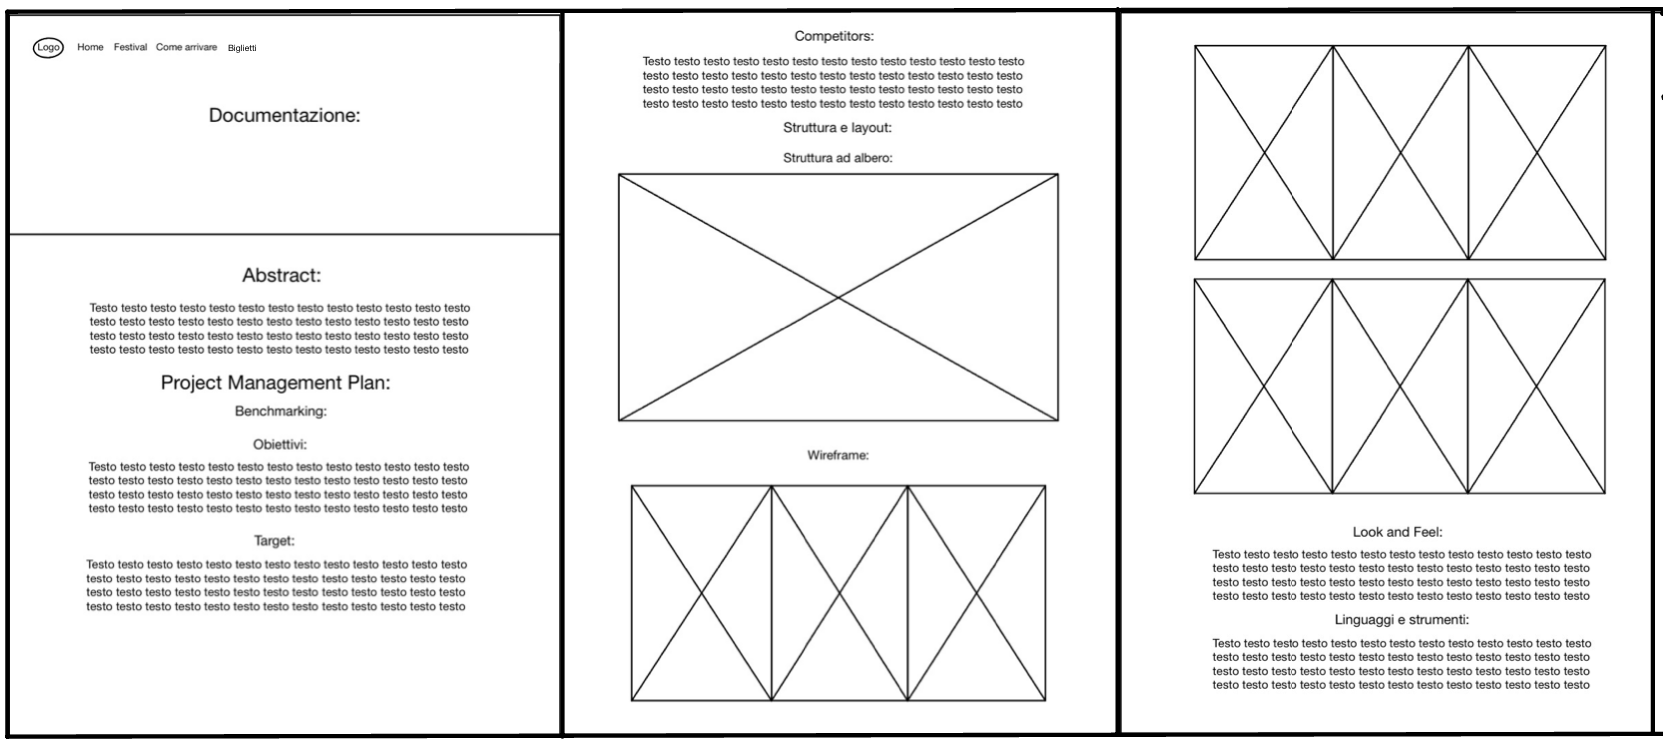 Logo Home Festival Come arrivare Biglietti
Documentazione:
Abstract:
Testo testo testo testo testo testo testo testo testo testo testo testo testo
testo testo testo testo testo testo testo testo testo testo testo testo testo
testo testo testo testo testo testo testo testo testo testo testo testo testo
testo testo testo testo testo testo testo testo testo testo testo testo testo
Project Management Plan:
Benchmarking:
Obiettivi:
Testo testo testo testo testo testo testo testo testo testo testo testo testo
testo testo testo testo testo testo testo testo testo testo testo testo testo
testo testo testo testo testo testo testo testo testo testo testo testo testo
testo testo testo testo testo testo testo testo testo testo testo testo testo
Target:
Testo testo testo testo testo testo testo testo testo testo testo testo testo
testo testo testo testo testo testo testo testo testo testo testo testo testo
testo testo testo testo testo testo testo testo testo testo testo testo testo
testo testo testo testo testo testo testo testo testo testo testo testo testo
Competitors:
Testo testo testo testo testo testo testo testo testo testo testo testo testo
testo testo testo testo testo testo testo testo testo testo testo testo testo
testo testo testo testo testo testo testo testo testo testo testo testo testo
testo testo testo testo testo testo testo testo testo testo testo testo testo
Struttura e layout:
Struttura ad albero:
Wireframe:
Look and Feel:
Testo testo testo testo testo testo testo testo testo testo testo testo testo
testo testo testo testo testo testo testo testo testo testo testo testo testo
testo testo testo testo testo testo testo testo testo testo testo testo testo
testo testo testo testo testo testo testo testo testo testo testo testo testo
Linguaggi e strumenti:
Testo testo testo testo testo testo testo testo testo testo testo testo testo
testo testo testo testo testo testo testo testo testo testo testo testo testo
testo testo testo testo testo testo testo testo testo testo testo testo testo
testo testo testo testo testo testo testo testo testo testo testo testo testo